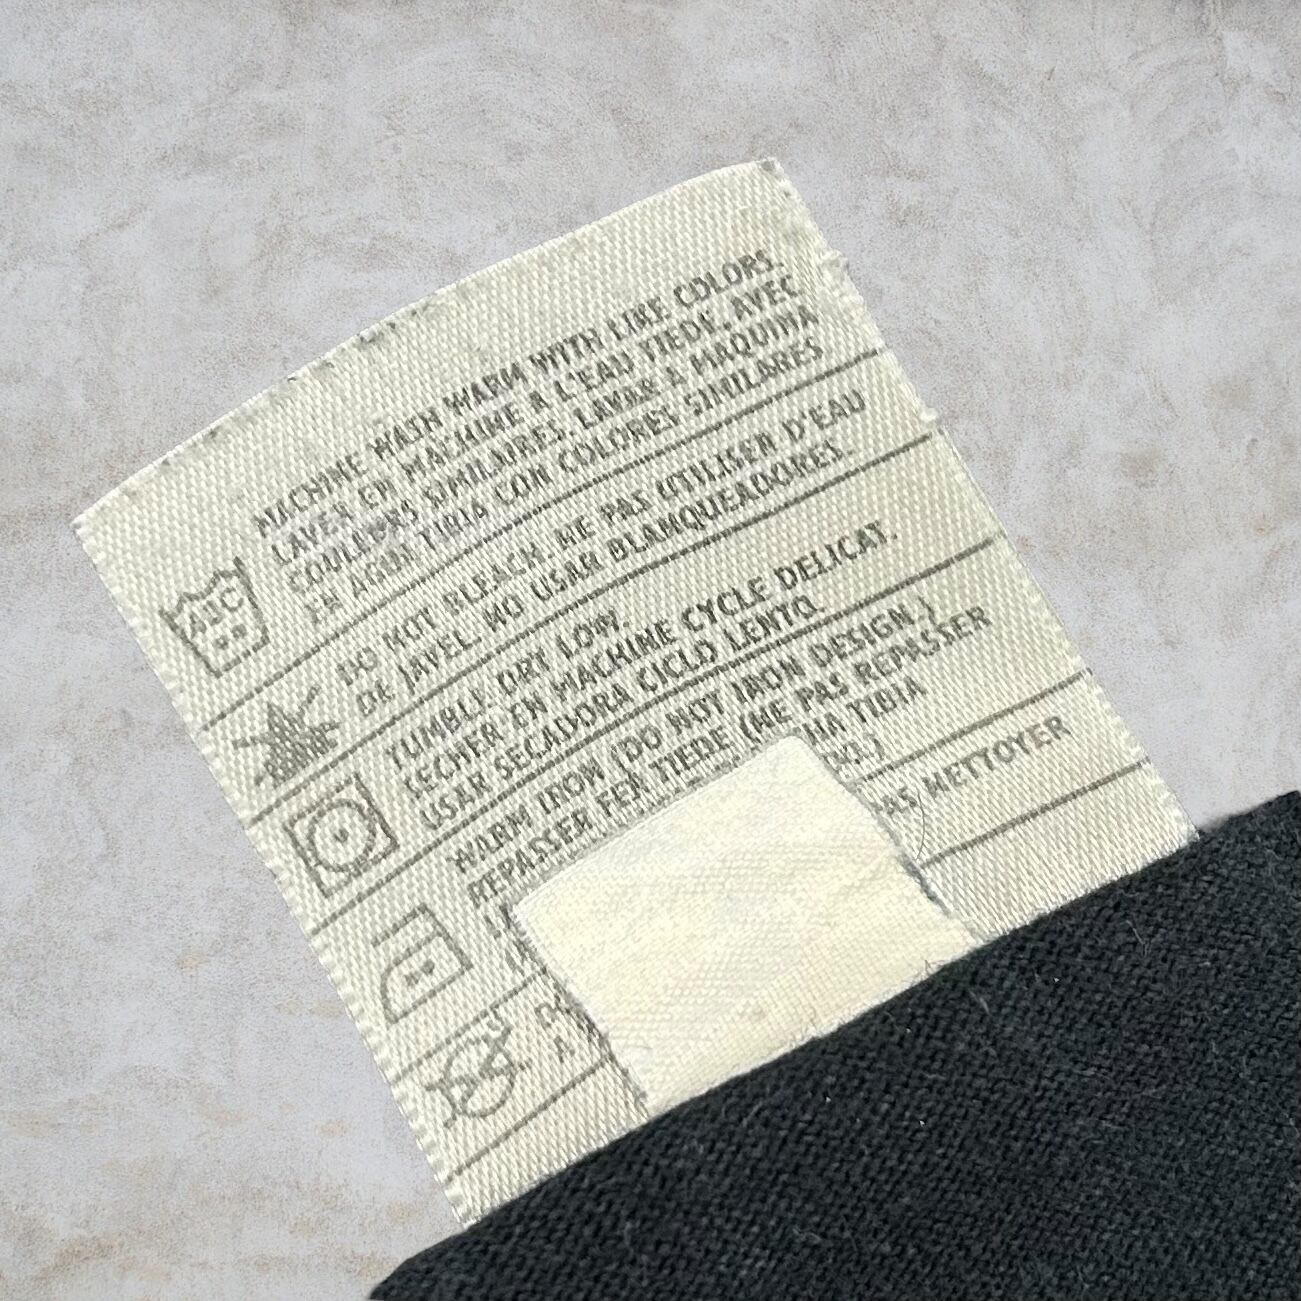 MACHINE WASH WARM WITH LIKE COLORS.
LAVER EN MACHINE A L'EAU TIEDE, AVEC
COULEURS SIMILAIRES. LAVAR A MAQUINA
EN AGUA TIBIA CON COLORES SIMILARES
DO NOT BLEACH. NE PAS UTILISER D'EAU
DE JAVEL. NO USAR BLANQUEADORES.
TUMBLE DRY LOW.
SECHER EN MACHINE CYCLE DELICAT.
(USAR SECADORA CICLO LENTO.
WARM IRON (DO NOT IRON DESIGN.)
REPASSER FER TIEDE (NE PAS REPASSER
TIBIA
PAS NETTOYER
A